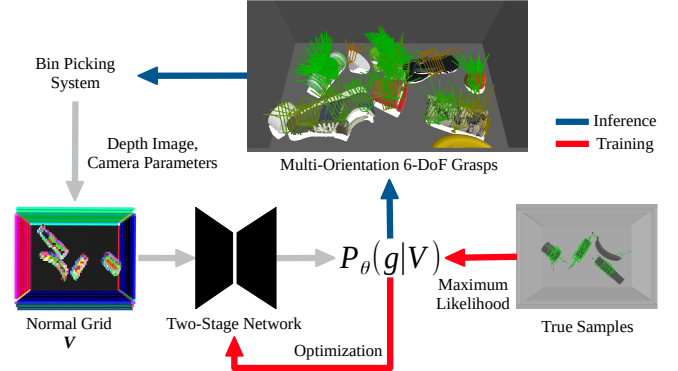 Bin Picking
System
Depth Image,
Camera Parameters
Multi-Orientation 6-DoF Grasps
Inference
Training
Normal Grid
V
Two-Stage Network
P_θ(g|V)
Maximum
Likelihood
True Samples
Optimization